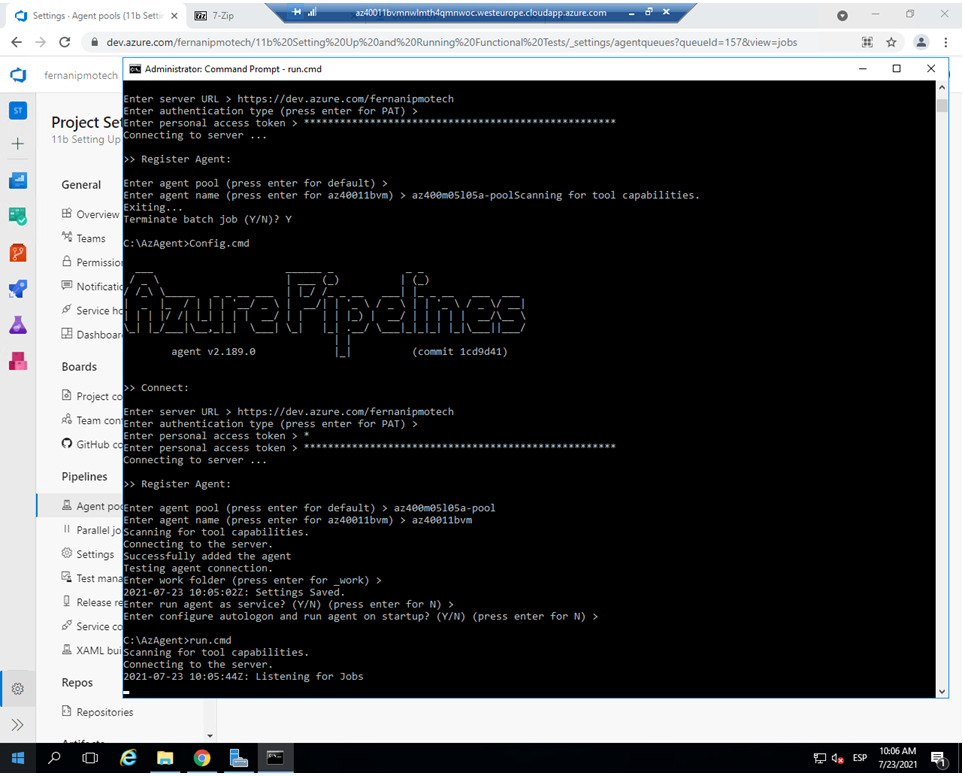 Settings - Agent pools (11b Settin
7-Zip
az40011bvmnwlmth4qmnwoc.westeurope.cloudapp.azure.com
dev.azure.com/fernanipmotech/11b%20Setting%20Up%20and%20Running%20Functional%20Tests/_settings/agentqueues?queueId=157&view=jobs
fernanipmotech
Administrator: Command Prompt - run.cmd
ST
Project Set
11b Setting Up
General
Overview
Teams
Permission
Notificatio
Service ho
Dashboar
Boards
Project co
Team con
GitHub co
Pipelines
Agent poo
Parallel jo
Settings
Test mana
Release re
Service co
XAML bui
Repos
Repositories
Artifacts
Enter server URL > https://dev.azure.com/fernanipmotech
Enter authentication type (press enter for PAT) >
Enter personal access token > ****************************************************
Connecting to server ...
>> Register Agent:
Enter agent pool (press enter for default) >
Enter agent name (press enter for az40011bvm) > az400m05l05a-poolScanning for tool capabilities.
Exiting...
Terminate batch job (Y/N)? Y
C:\AzAgent>Config.cmd
AzurePipelines
agent v2.189.0 (commit 1cd9d41)
>> Connect:
Enter server URL > https://dev.azure.com/fernanipmotech
Enter authentication type (press enter for PAT) >
Enter personal access token > *
Enter personal access token > ****************************************************
Connecting to server ...
>> Register Agent:
Enter agent pool (press enter for default) > az400m05l05a-pool
Enter agent name (press enter for az40011bvm) > az40011bvm
Scanning for tool capabilities.
Connecting to the server.
Successfully added the agent
Testing agent connection.
Enter work folder (press enter for _work) >
2021-07-23 10:05:02Z: Settings Saved.
Enter run agent as service? (Y/N) (press enter for N) >
Enter configure autologon and run agent on startup? (Y/N) (press enter for N) >
C:\AzAgent>run.cmd
Scanning for tool capabilities.
Connecting to the server.
2021-07-23 10:05:44Z: Listening for Jobs
ESP
10:06 AM
7/23/2021
1